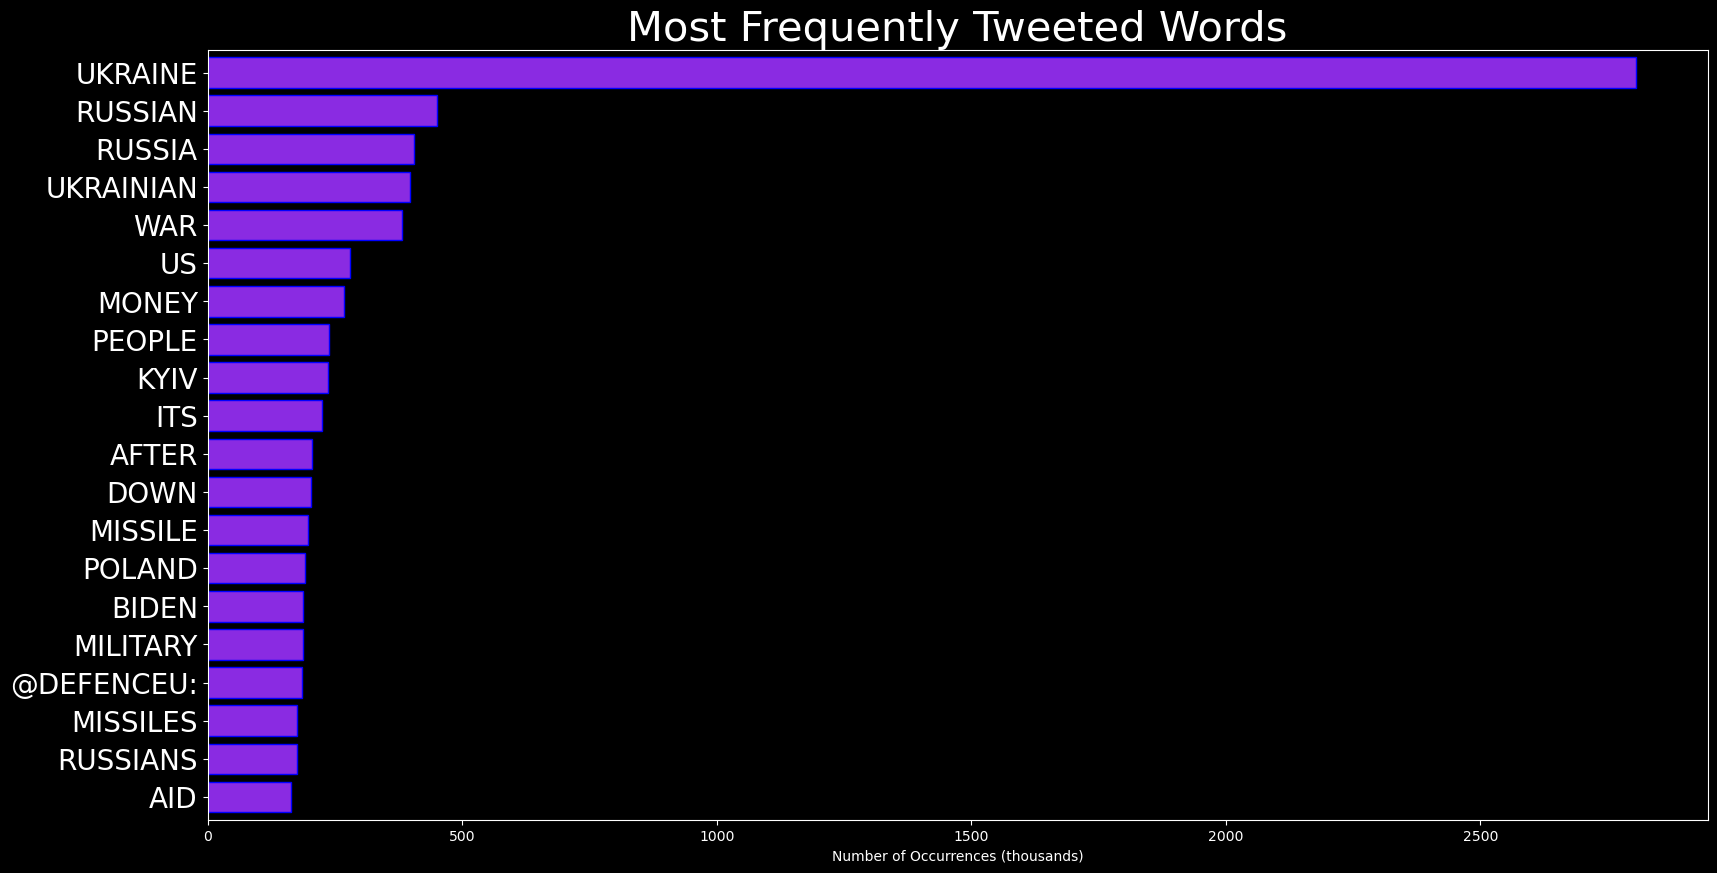 Most Frequently Tweeted Words
UKRAINE
RUSSIAN
RUSSIA
UKRAINIAN
WAR
US
MONEY
PEOPLE
KYIV
ITS
AFTER
DOWN
MISSILE
POLAND
BIDEN
MILITARY
@DEFENCEU:
MISSILES
RUSSIANS
AID
0 500 1000 1500 2000 2500
Number of Occurrences (thousands)